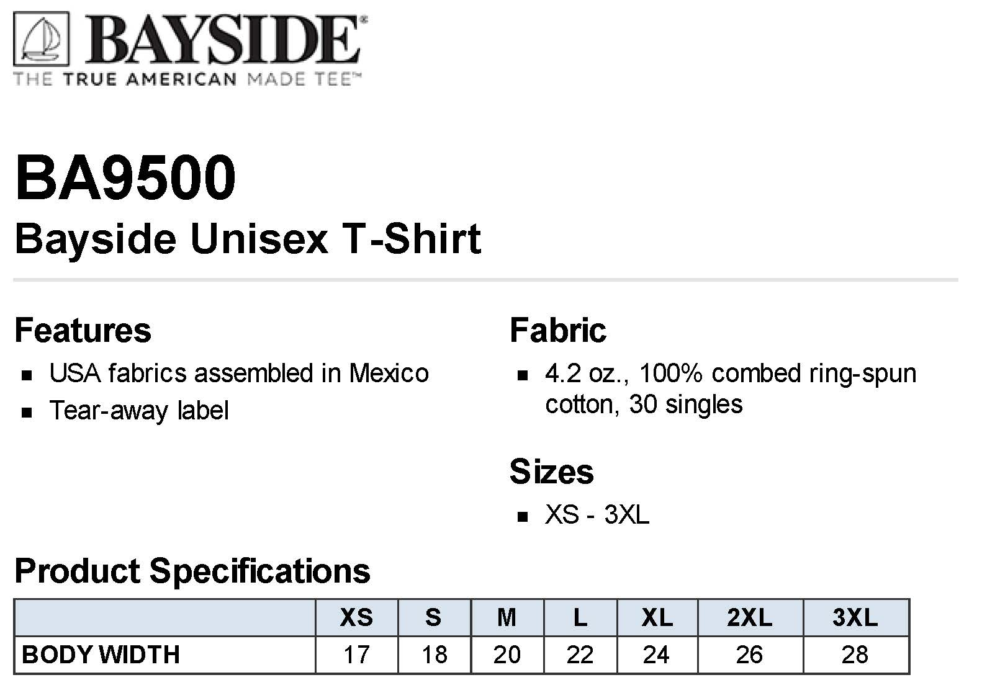 BAYSIDE®
THE TRUE AMERICAN MADE TEE™
BA9500
Bayside Unisex T-Shirt
Features
■ USA fabrics assembled in Mexico
■ Tear-away label
Fabric
■ 4.2 oz., 100% combed ring-spun
cotton, 30 singles
Sizes
■ XS - 3XL
Product Specifications
XS S M L XL 2XL 3XL
BODY WIDTH 17 18 20 22 24 26 28